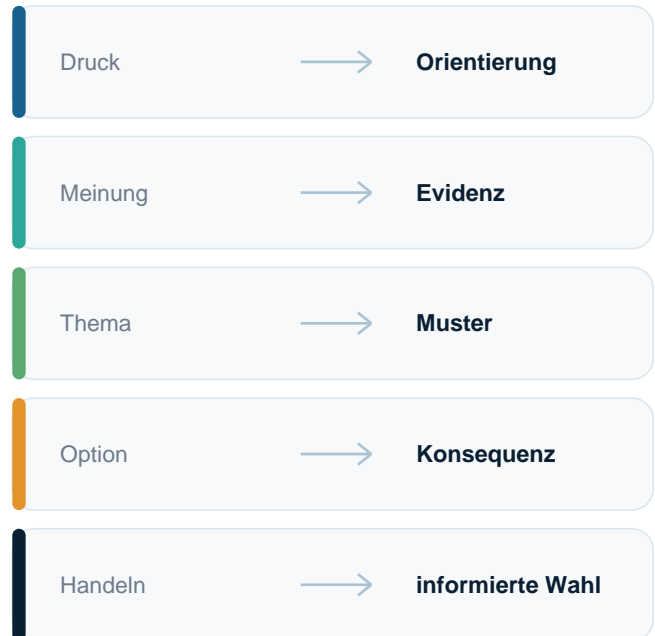 Druck → Orientierung
Meinung → Evidenz
Thema → Muster
Option → Konsequenz
Handeln → informierte Wahl